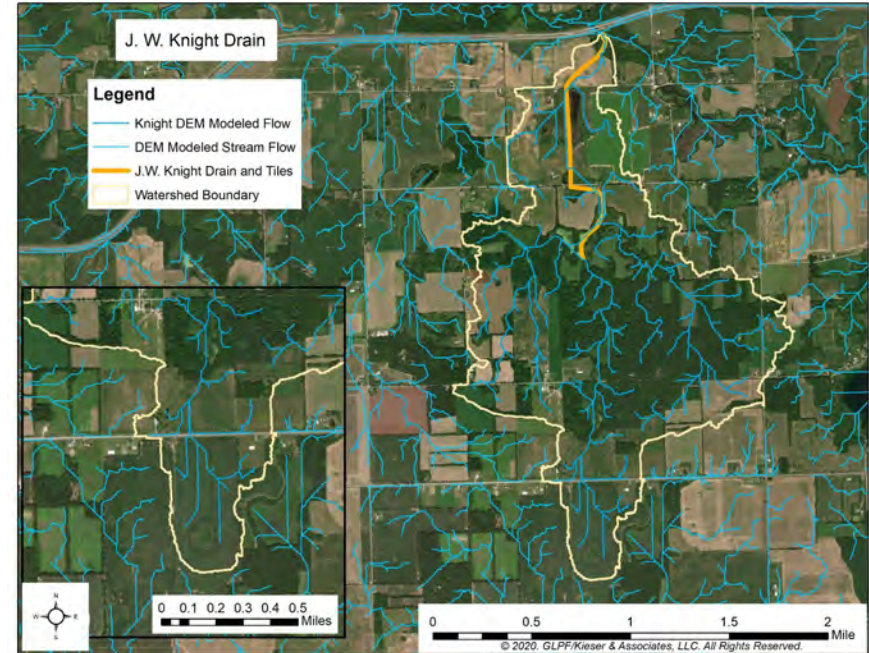 J. W. Knight Drain
Legend
Knight DEM Modeled Flow
DEM Modeled Stream Flow
J.W. Knight Drain and Tiles
Watershed Boundary
N
W E
S
0 0.1 0.2 0.3 0.4 0.5
Miles
0 0.5 1 1.5 2
Mile
© 2020. GLPF/Kieser & Associates, LLC. All Rights Reserved.